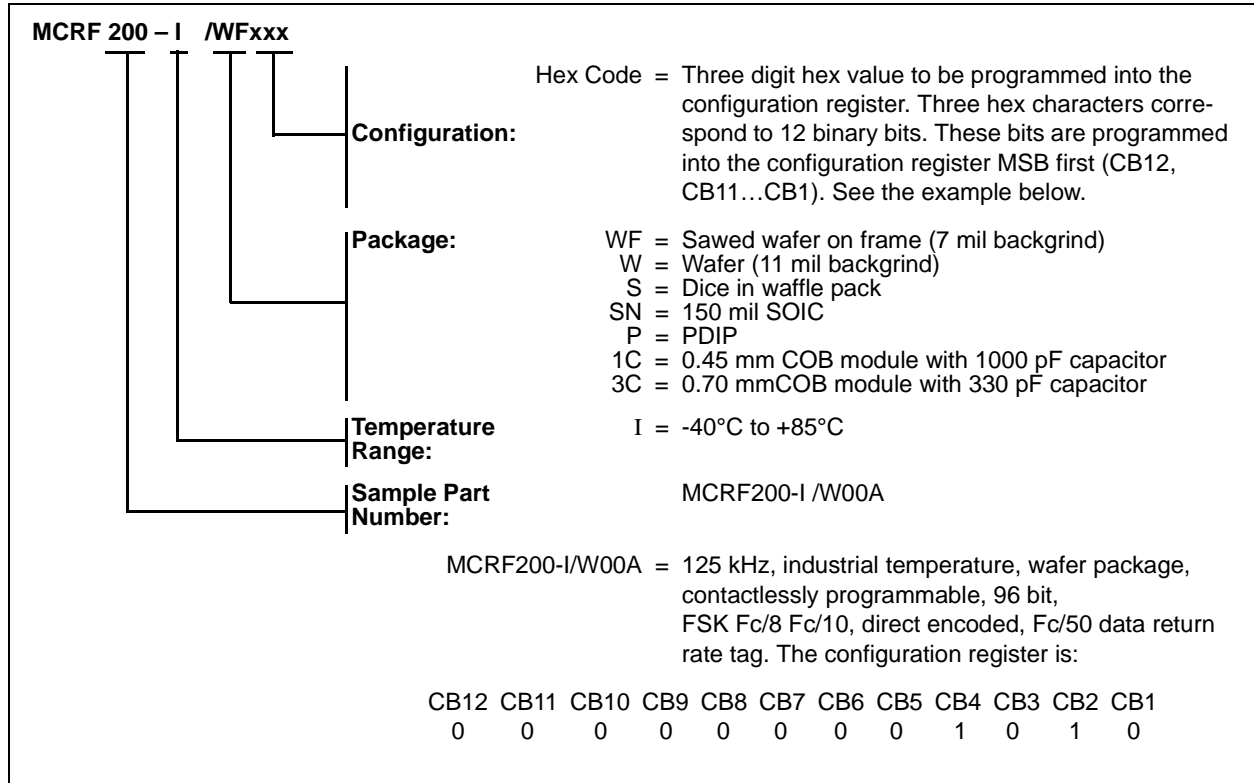 MCRF 200 – I /WFxxx
Configuration:
Hex Code = Three digit hex value to be programmed into the
configuration register. Three hex characters corre-
spond to 12 binary bits. These bits are programmed
into the configuration register MSB first (CB12,
CB11…CB1). See the example below.
Package:
WF = Sawed wafer on frame (7 mil backgrind)
W = Wafer (11 mil backgrind)
S = Dice in waffle pack
SN = 150 mil SOIC
P = PDIP
1C = 0.45 mm COB module with 1000 pF capacitor
3C = 0.70 mmCOB module with 330 pF capacitor
Temperature
Range:
I = -40°C to +85°C
Sample Part
Number:
MCRF200-I /W00A
MCRF200-I/W00A = 125 kHz, industrial temperature, wafer package,
contactlessly programmable, 96 bit,
FSK Fc/8 Fc/10, direct encoded, Fc/50 data return
rate tag. The configuration register is:
CB12 CB11 CB10 CB9 CB8 CB7 CB6 CB5 CB4 CB3 CB2 CB1
0 0 0 0 0 0 0 0 1 0 1 0